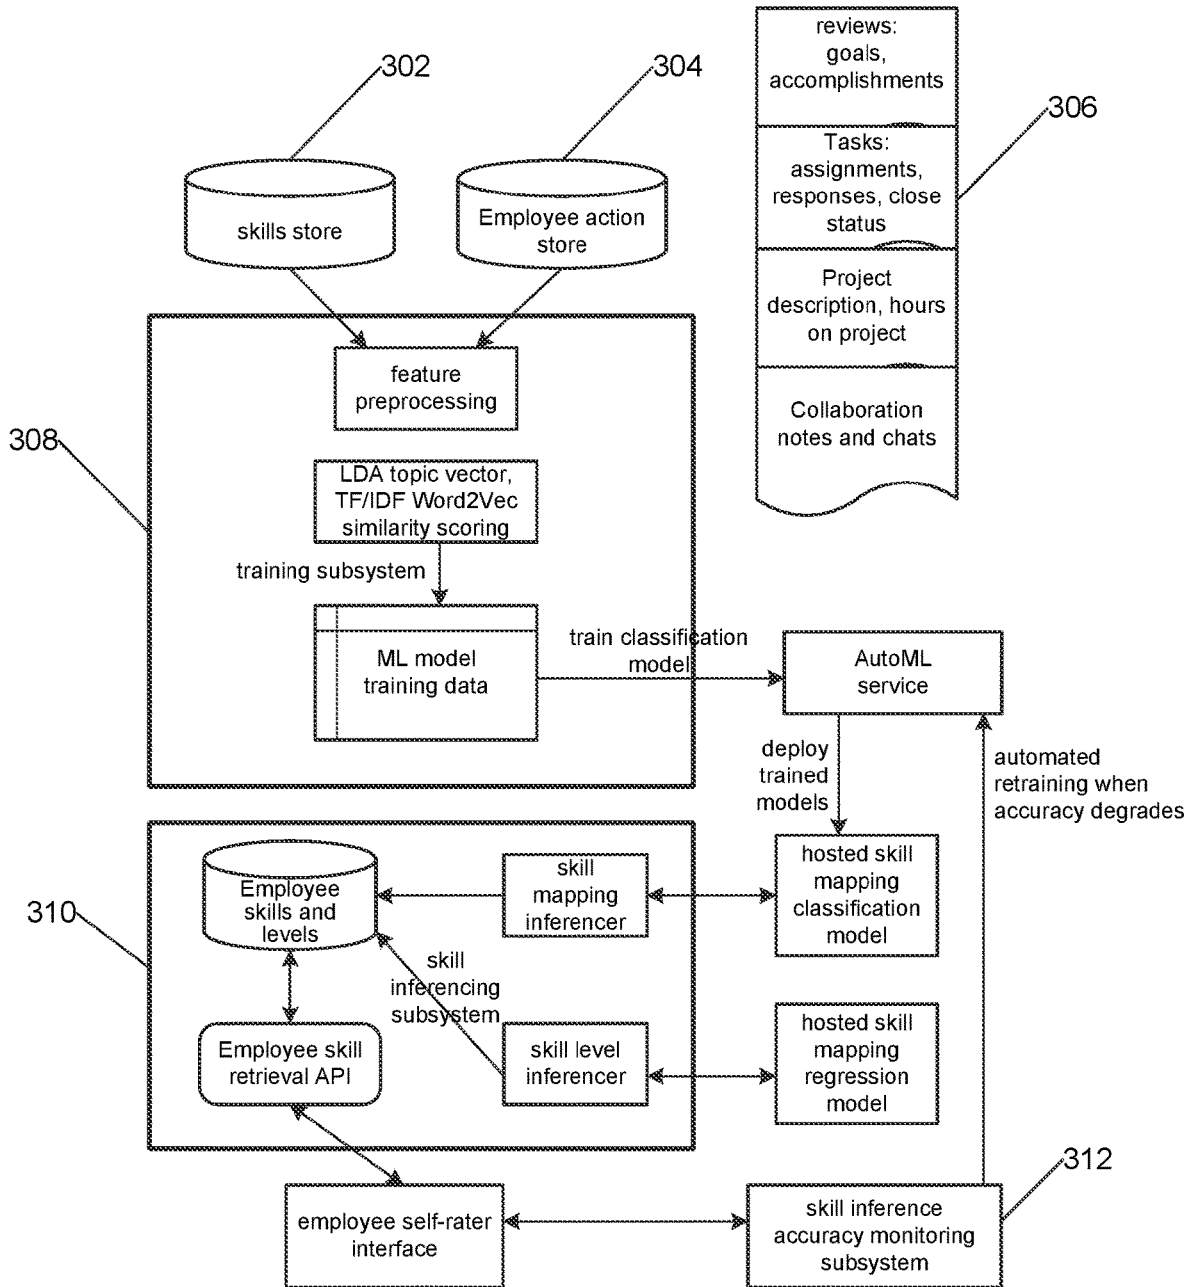 302
304
306
reviews:
goals,
accomplishments
Tasks:
assignments,
responses, close
status
Project
description, hours
on project
Collaboration
notes and chats
skills store
Employee action
store
308
feature
preprocessing
LDA topic vector,
TF/IDF Word2Vec
similarity scoring
training subsystem
ML model
training data
train classification
model
AutoML
service
deploy
trained
models
automated
retraining when
accuracy degrades
310
Employee
skills and
levels
skill
mapping
inferencer
hosted skill
mapping
classification
model
skill
inferencing
subsystem
Employee skill
retrieval API
skill level
inferencer
hosted skill
mapping
regression
model
312
employee self-rater
interface
skill inference
accuracy monitoring
subsystem